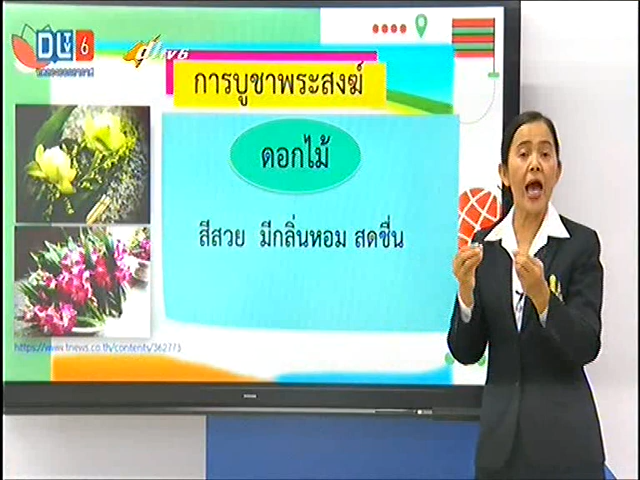 DLTV 6
dltv6
การบูชาพระสงฆ์
ดอกไม้
สีสวย มีกลิ่นหอม สดชื่น
https://www.tnews.co.th/contents/362773